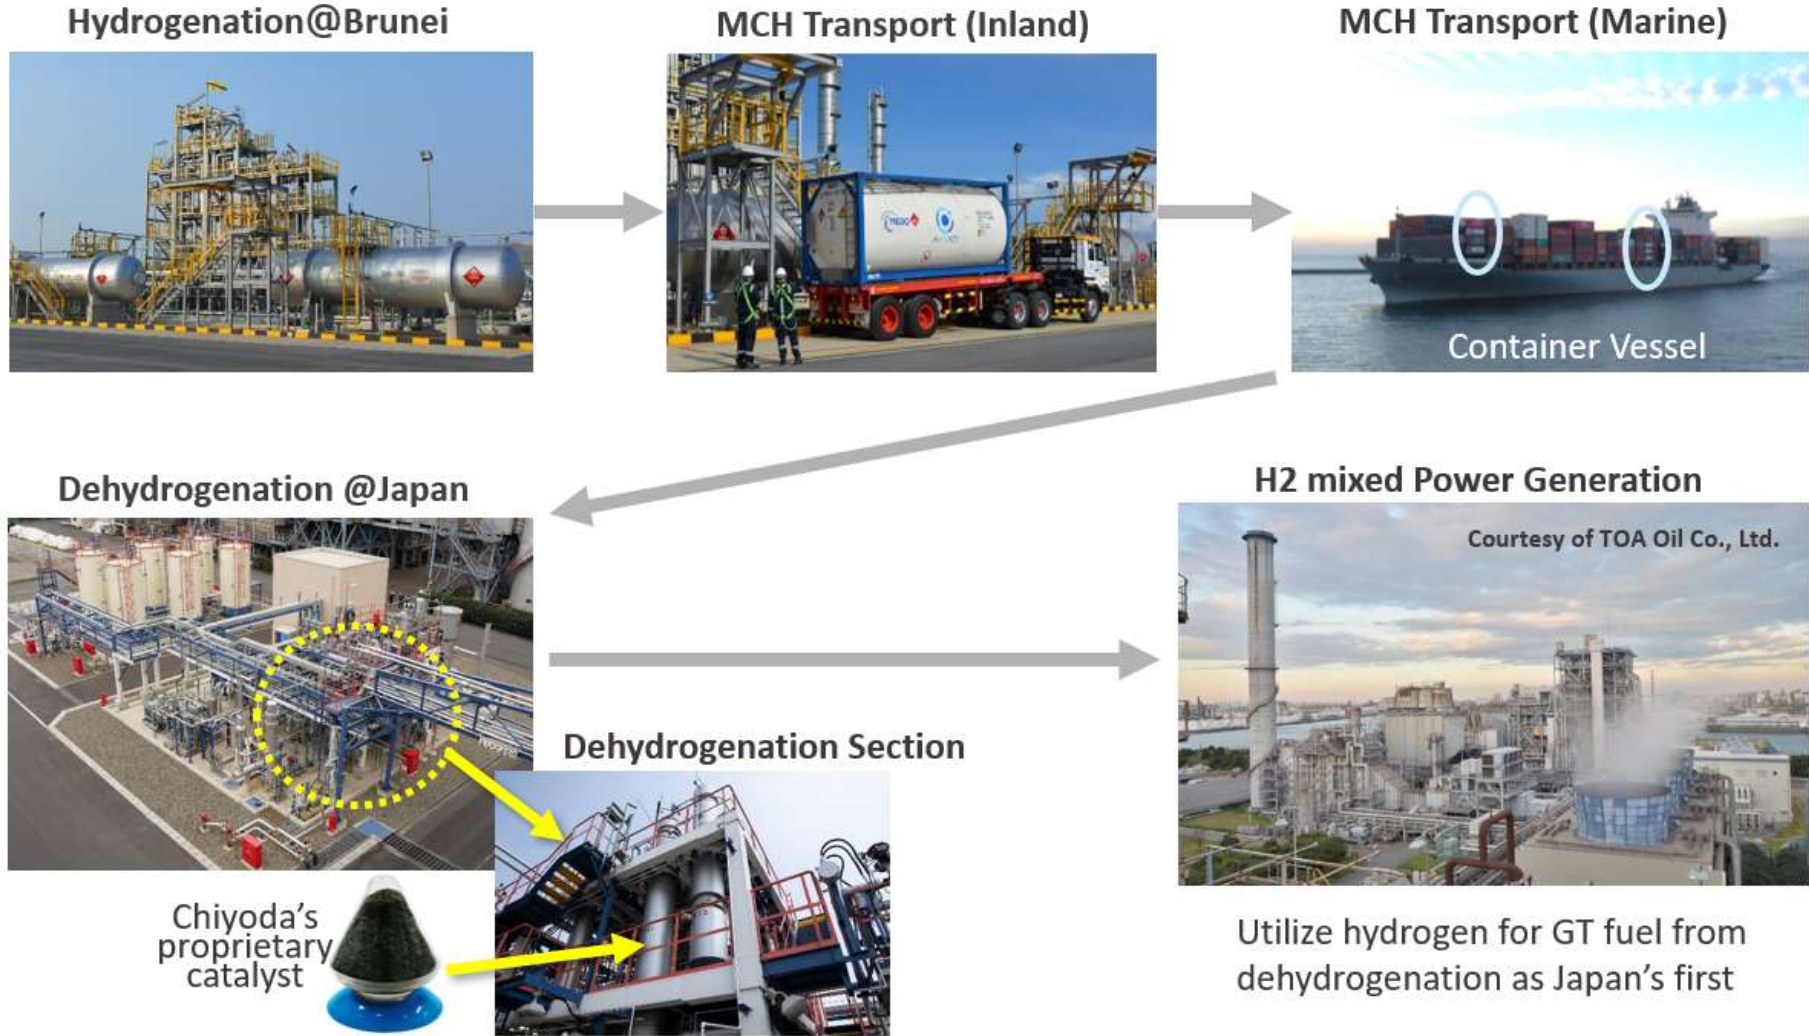 Hydrogenation@Brunei
MCH Transport (Inland)
MCH Transport (Marine)
Container Vessel
Dehydrogenation @Japan
H2 mixed Power Generation
Courtesy of TOA Oil Co., Ltd.
Dehydrogenation Section
Chiyoda's
proprietary
catalyst
Utilize hydrogen for GT fuel from
dehydrogenation as Japan's first